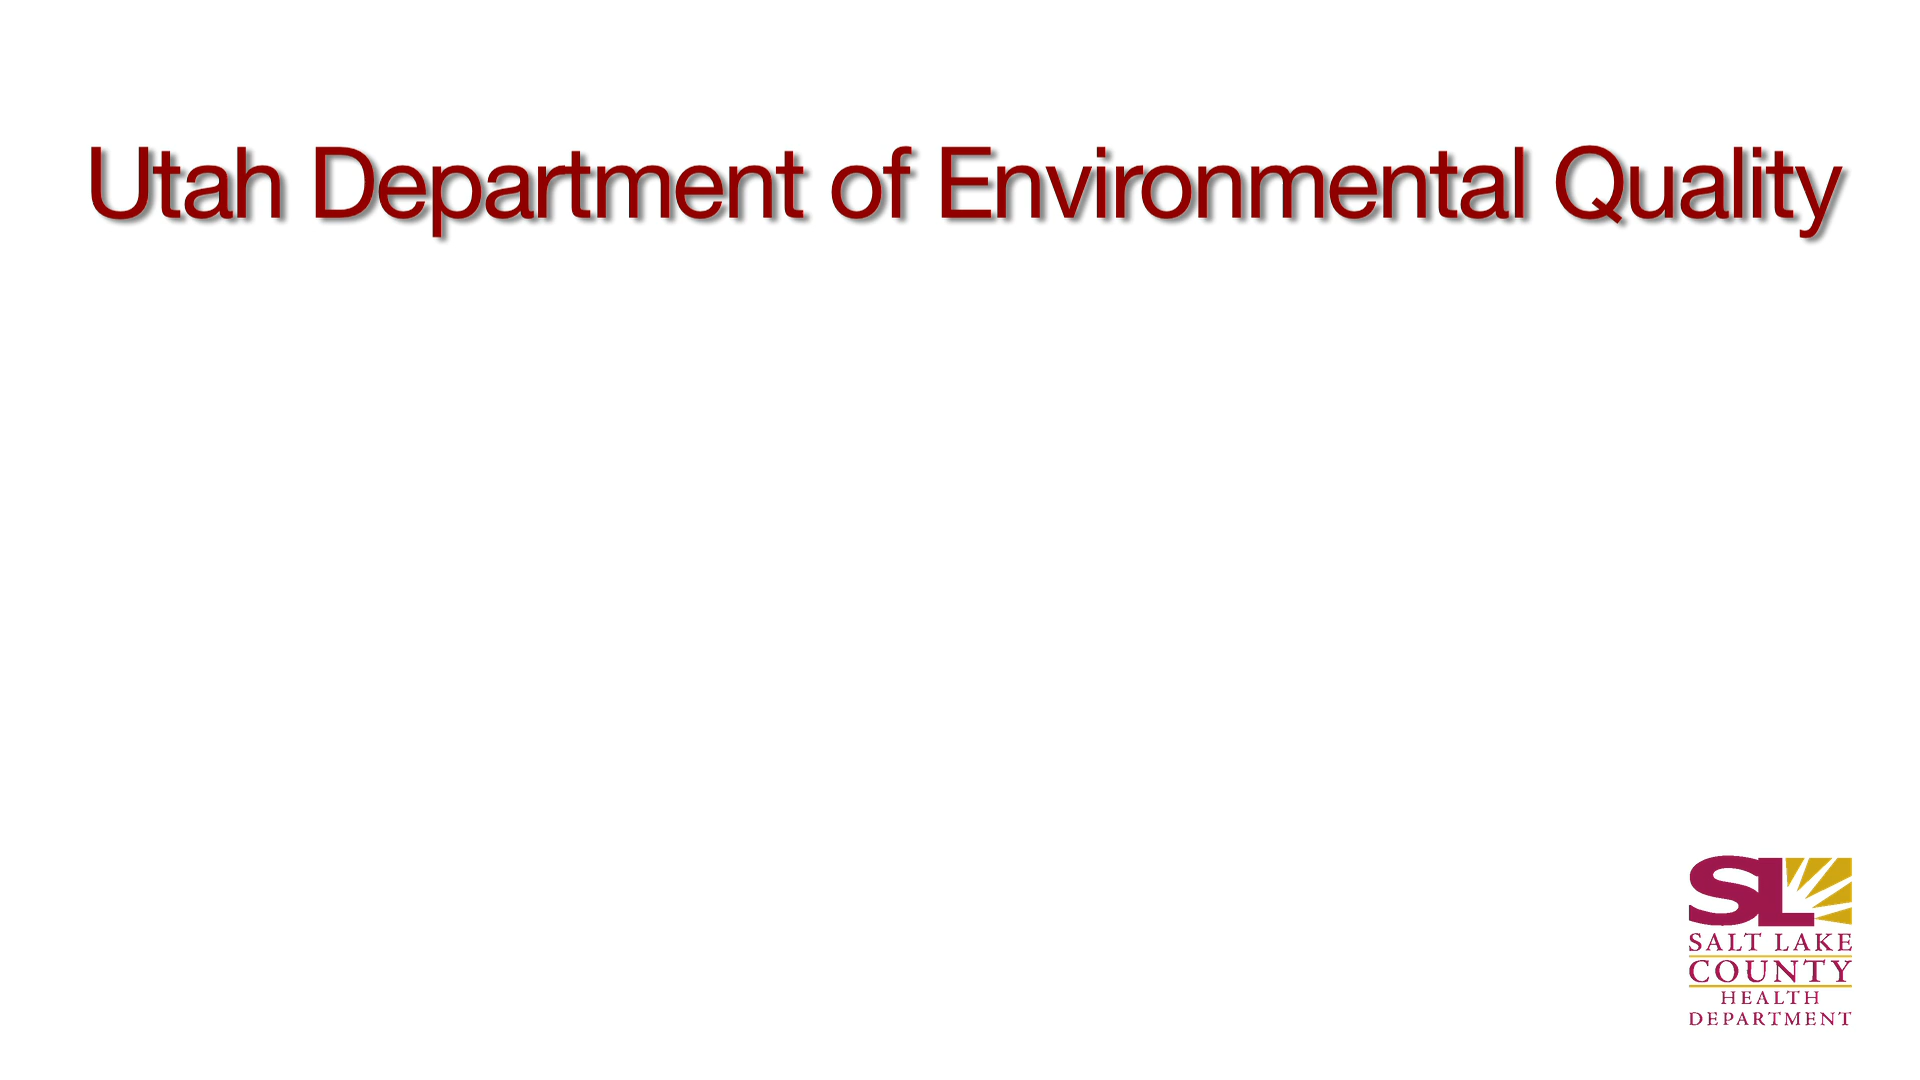 Utah Department of Environmental Quality
SL
SALT LAKE
COUNTY
HEALTH
DEPARTMENT